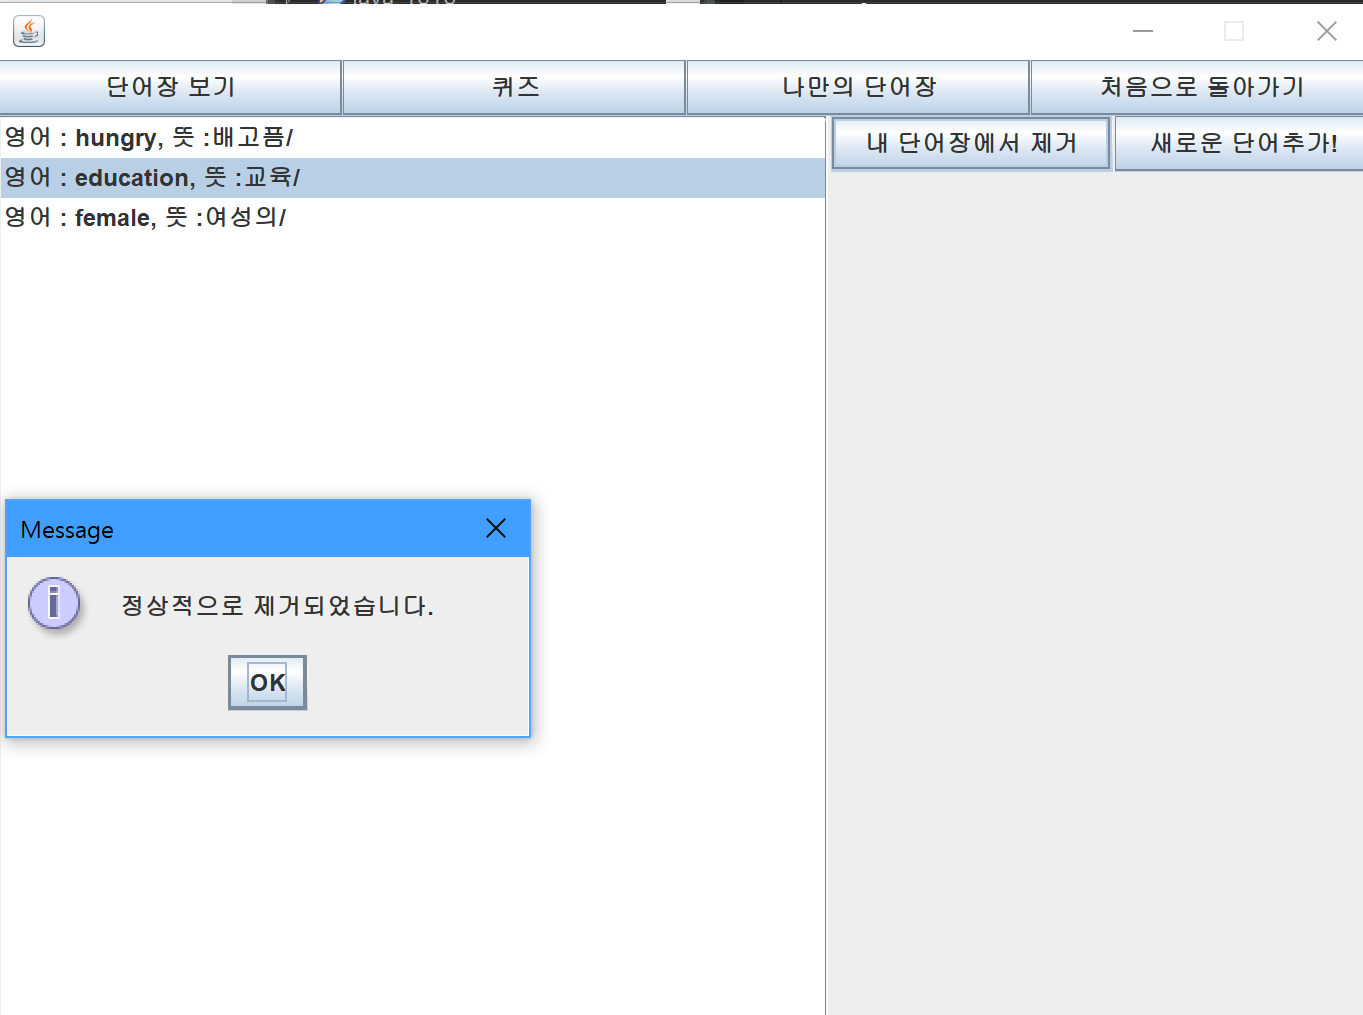 단어장 보기
퀴즈
나만의 단어장
처음으로 돌아가기
영어 : hungry, 뜻 :배고픔/
영어 : education, 뜻 :교육/
영어 : female, 뜻 :여성의/
내 단어장에서 제거
새로운 단어추가!
Message
정상적으로 제거되었습니다.
OK